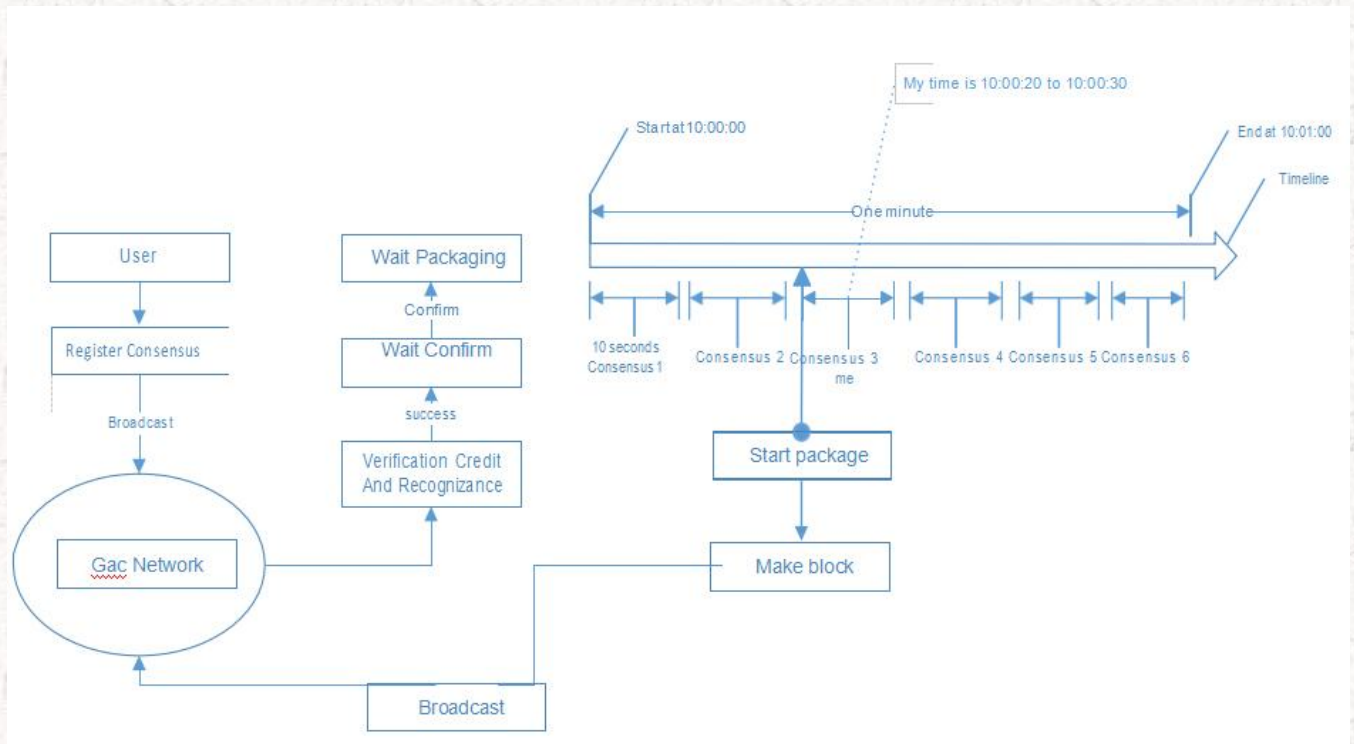 My time is 10:00:20 to 10:00:30
Start at 10:00:00
End at 10:01:00
Timeline
One minute
User
Wait Packaging
Confirm
Register Consensus
Wait Confirm
10 seconds
Consensus 1
Consensus 2
Consensus 3
me
Consensus 4
Consensus 5
Consensus 6
Broadcast
success
Verification Credit
And Recognizance
Start package
Gac Network
Make block
Broadcast